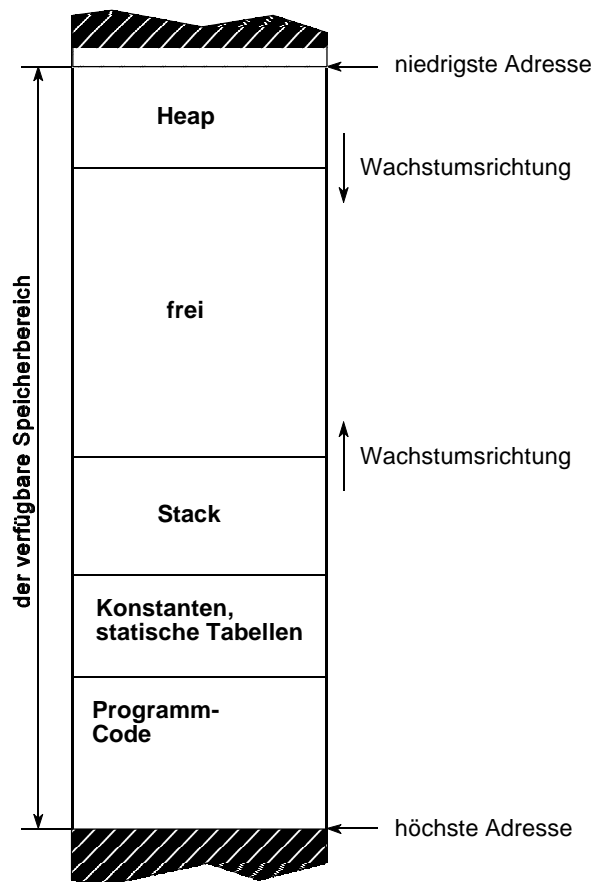 niedrigste Adresse
Heap
Wachstumsrichtung
frei
der verfügbare Speicherbereich
Wachstumsrichtung
Stack
Konstanten,
statische Tabellen
Programm-
Code
höchste Adresse